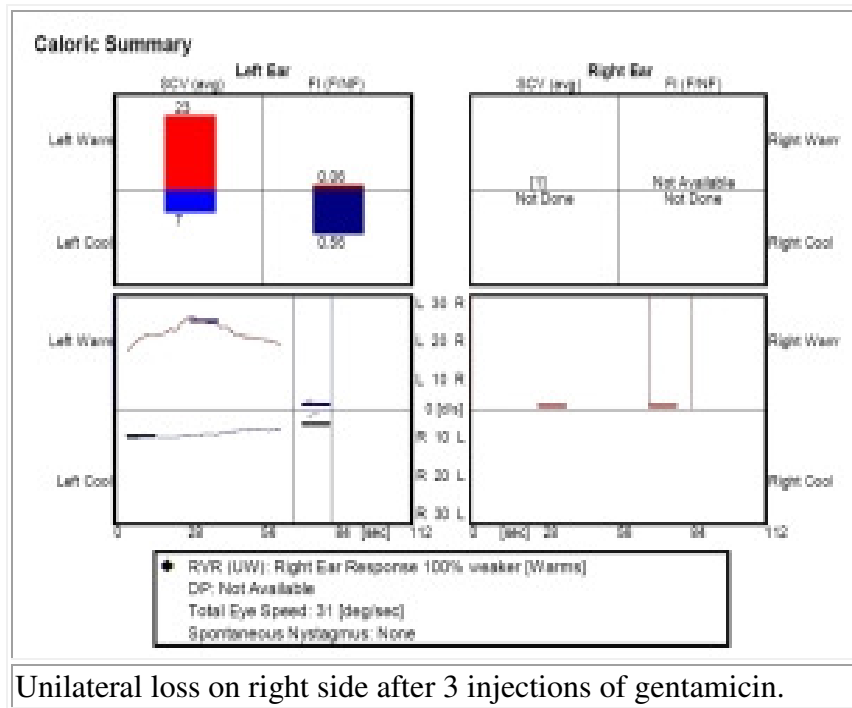 Caloric Summary
Left Ear
Right Ear
SCV (avg)
FI (F/NF)
SCV (avg)
FI (F/NF)
Left Warm
23
0.06
Right Warm
[1]
Not Available
Not Done
Not Done
Left Cool
7
0.56
Right Cool
Left Warm
L 30 R
L 20 R
L 10 R
0 [d/s]
R 10 L
R 20 L
R 30 L
Right Warm
Left Cool
Right Cool
0 28 56 [sec] 112
0 [sec] 28 56 84 112
RVR (UW): Right Ear Response 100% weaker [Warms]
DP: Not Available
Total Eye Speed: 31 [deg/sec]
Spontaneous Nystagmus: None
Unilateral loss on right side after 3 injections of gentamicin.